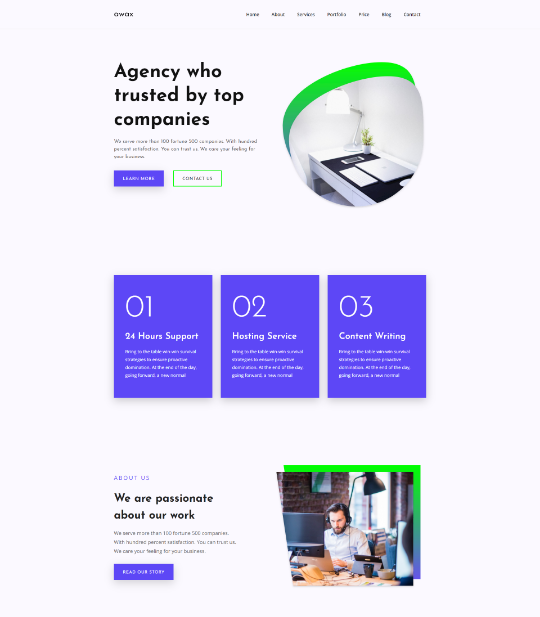 awax
Home About Services Portfolio Price Blog Contact
Agency who
trusted by top
companies
We serve more than 100 fortune 500 companies. With hundred
percent satisfaction. You can trust us. We care your feeling for
your business.
LEARN MORE CONTACT US
01
24 Hours Support
Bring to the table win-win survival
strategies to ensure proactive
domination. At the end of the day,
going forward, a new normal
02
Hosting Service
Bring to the table win-win survival
strategies to ensure proactive
domination. At the end of the day,
going forward, a new normal
03
Content Writing
Bring to the table win-win survival
strategies to ensure proactive
domination. At the end of the day,
going forward, a new normal
ABOUT US
We are passionate
about our work
We serve more than 100 fortune 500 companies.
With hundred percent satisfaction. You can trust us.
We care your feeling for your business.
READ OUR STORY